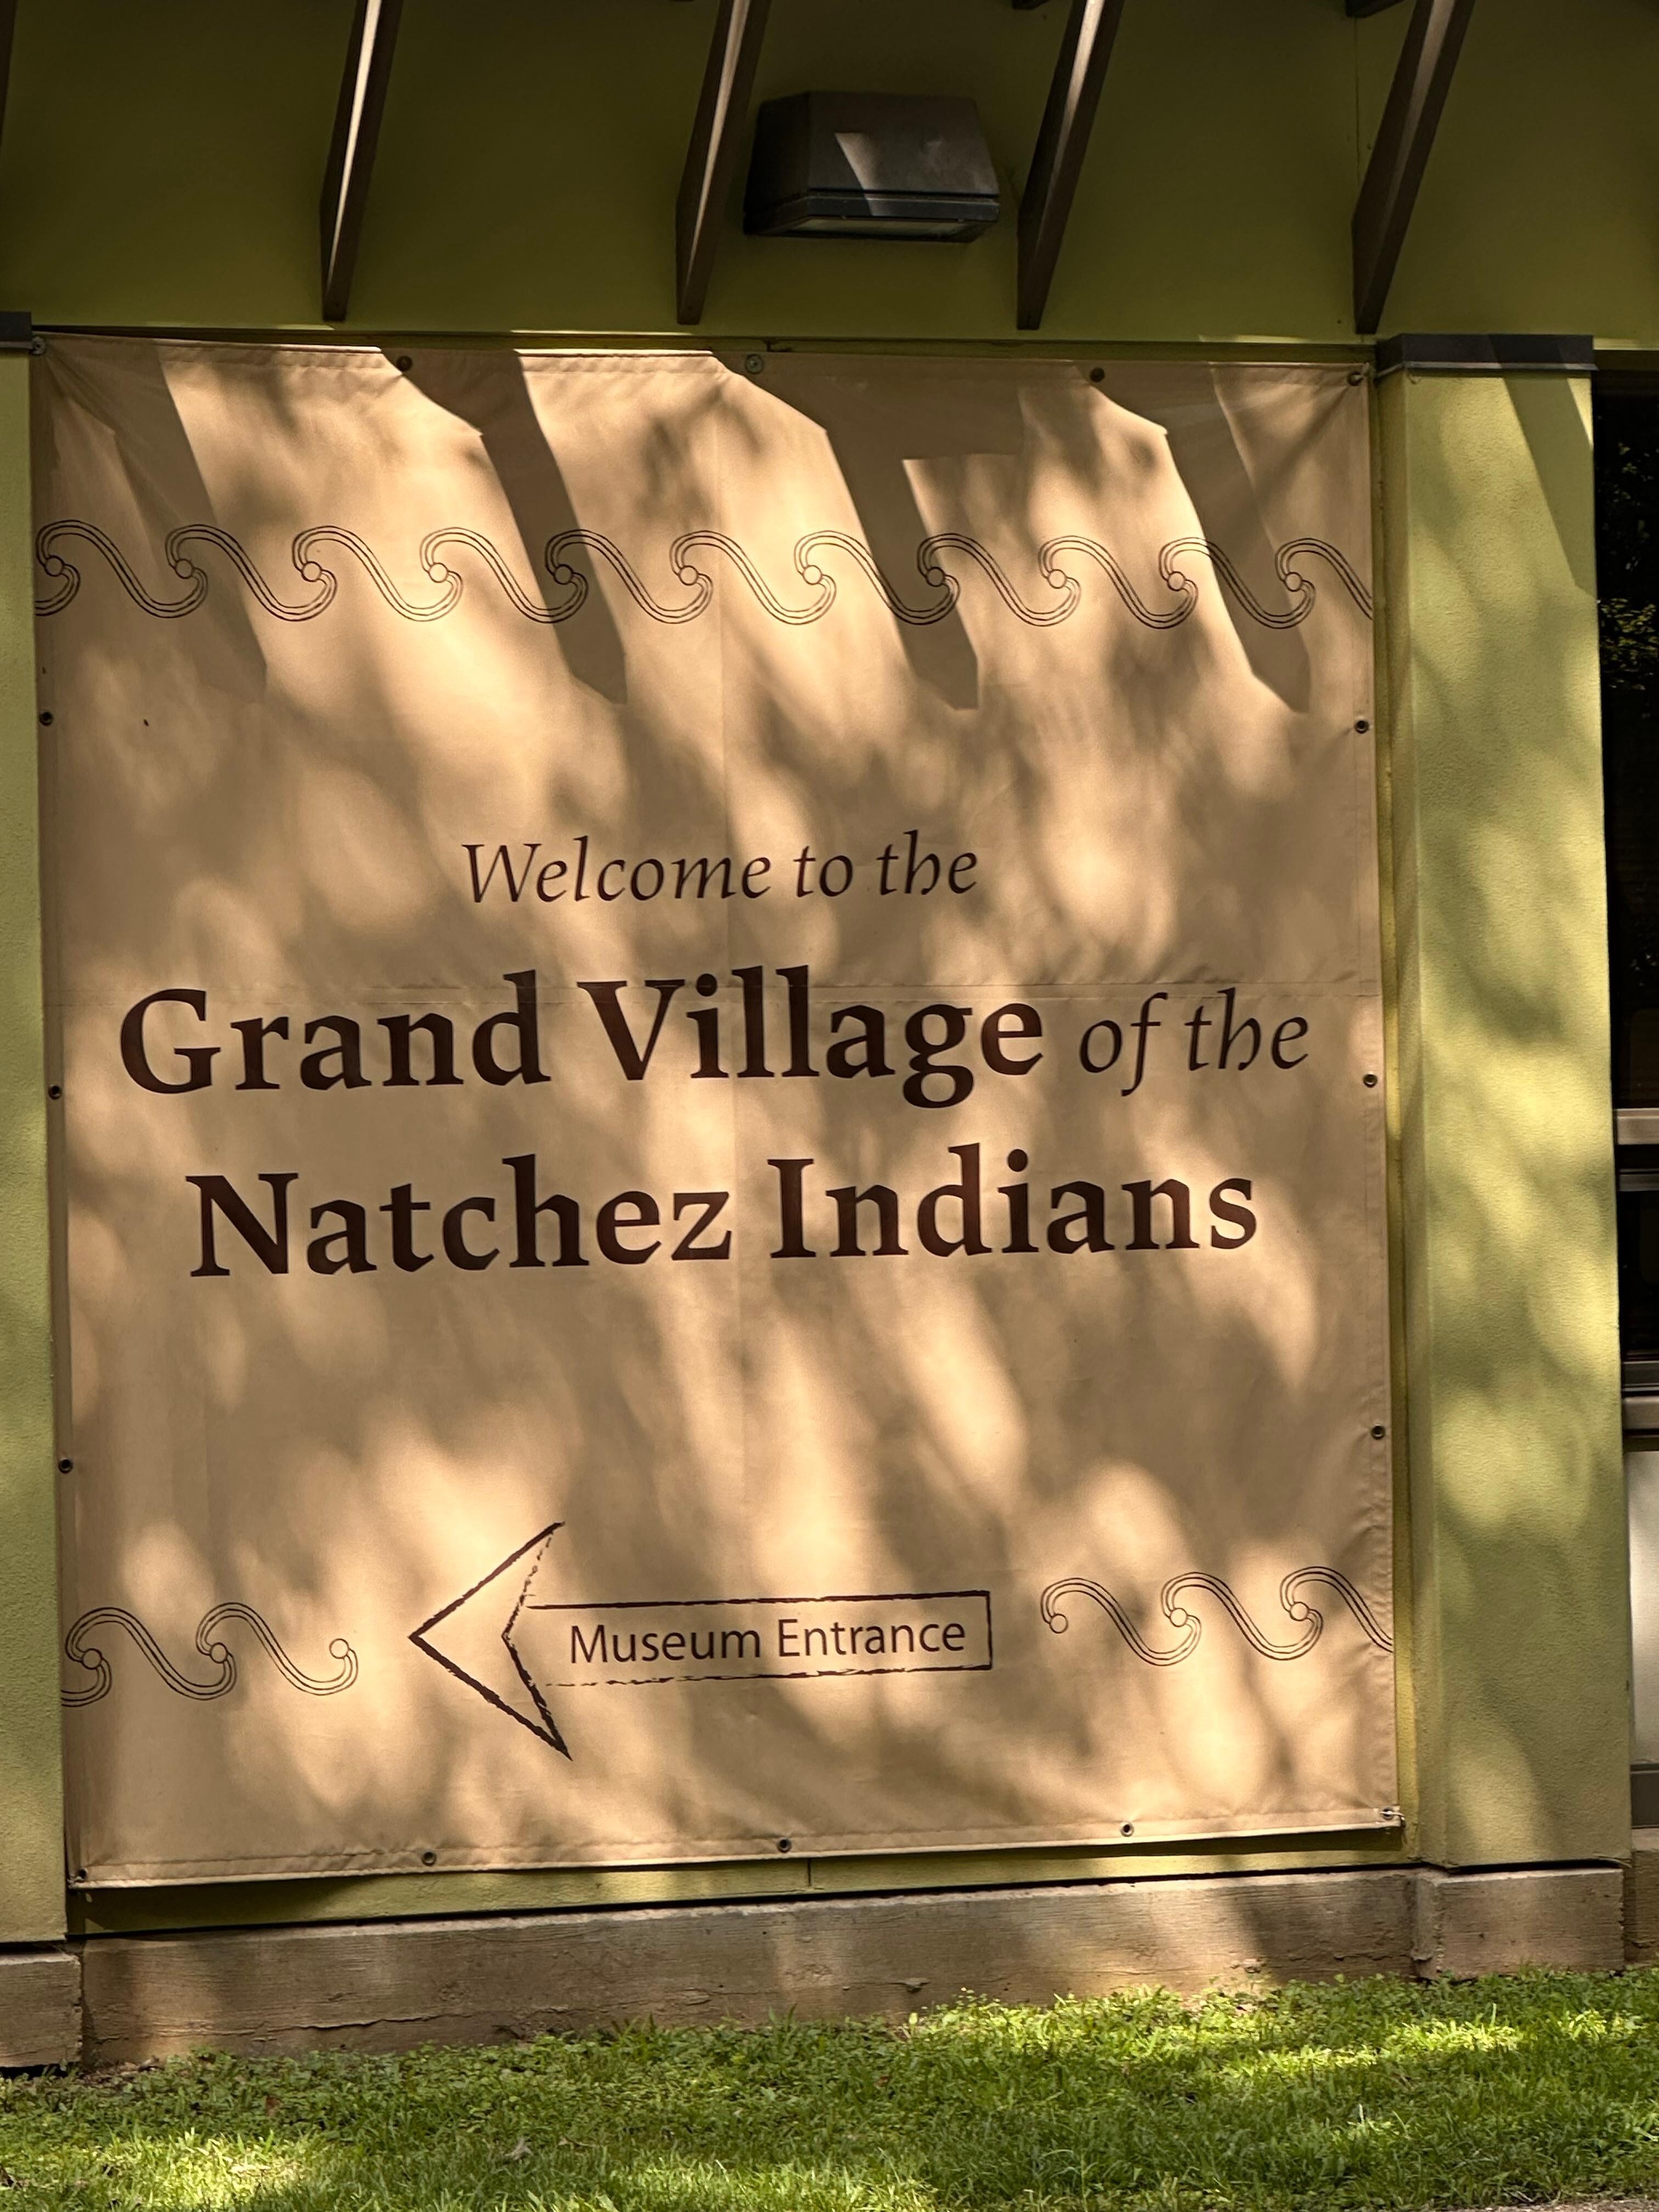 Welcome to the
Grand Village of the
Natchez Indians
Museum Entrance